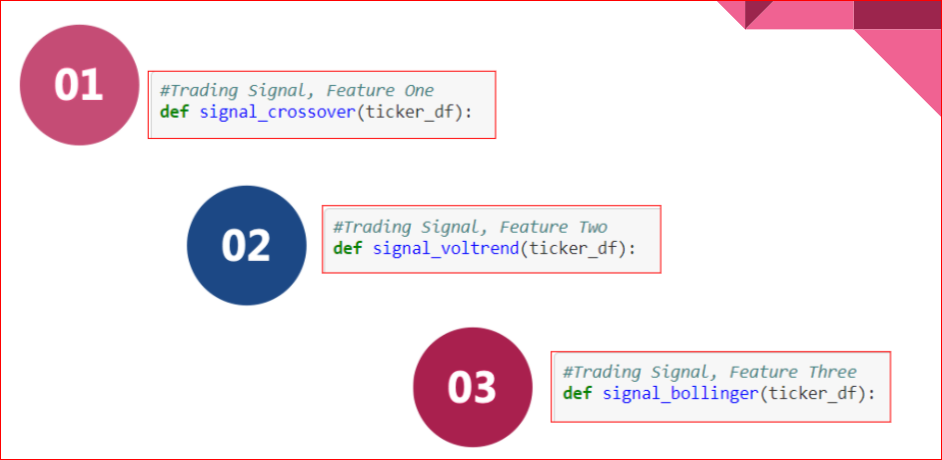 01
#Trading Signal, Feature One
def signal_crossover(ticker_df):
02
#Trading Signal, Feature Two
def signal_voltrend(ticker_df):
03
#Trading Signal, Feature Three
def signal_bollinger(ticker_df):